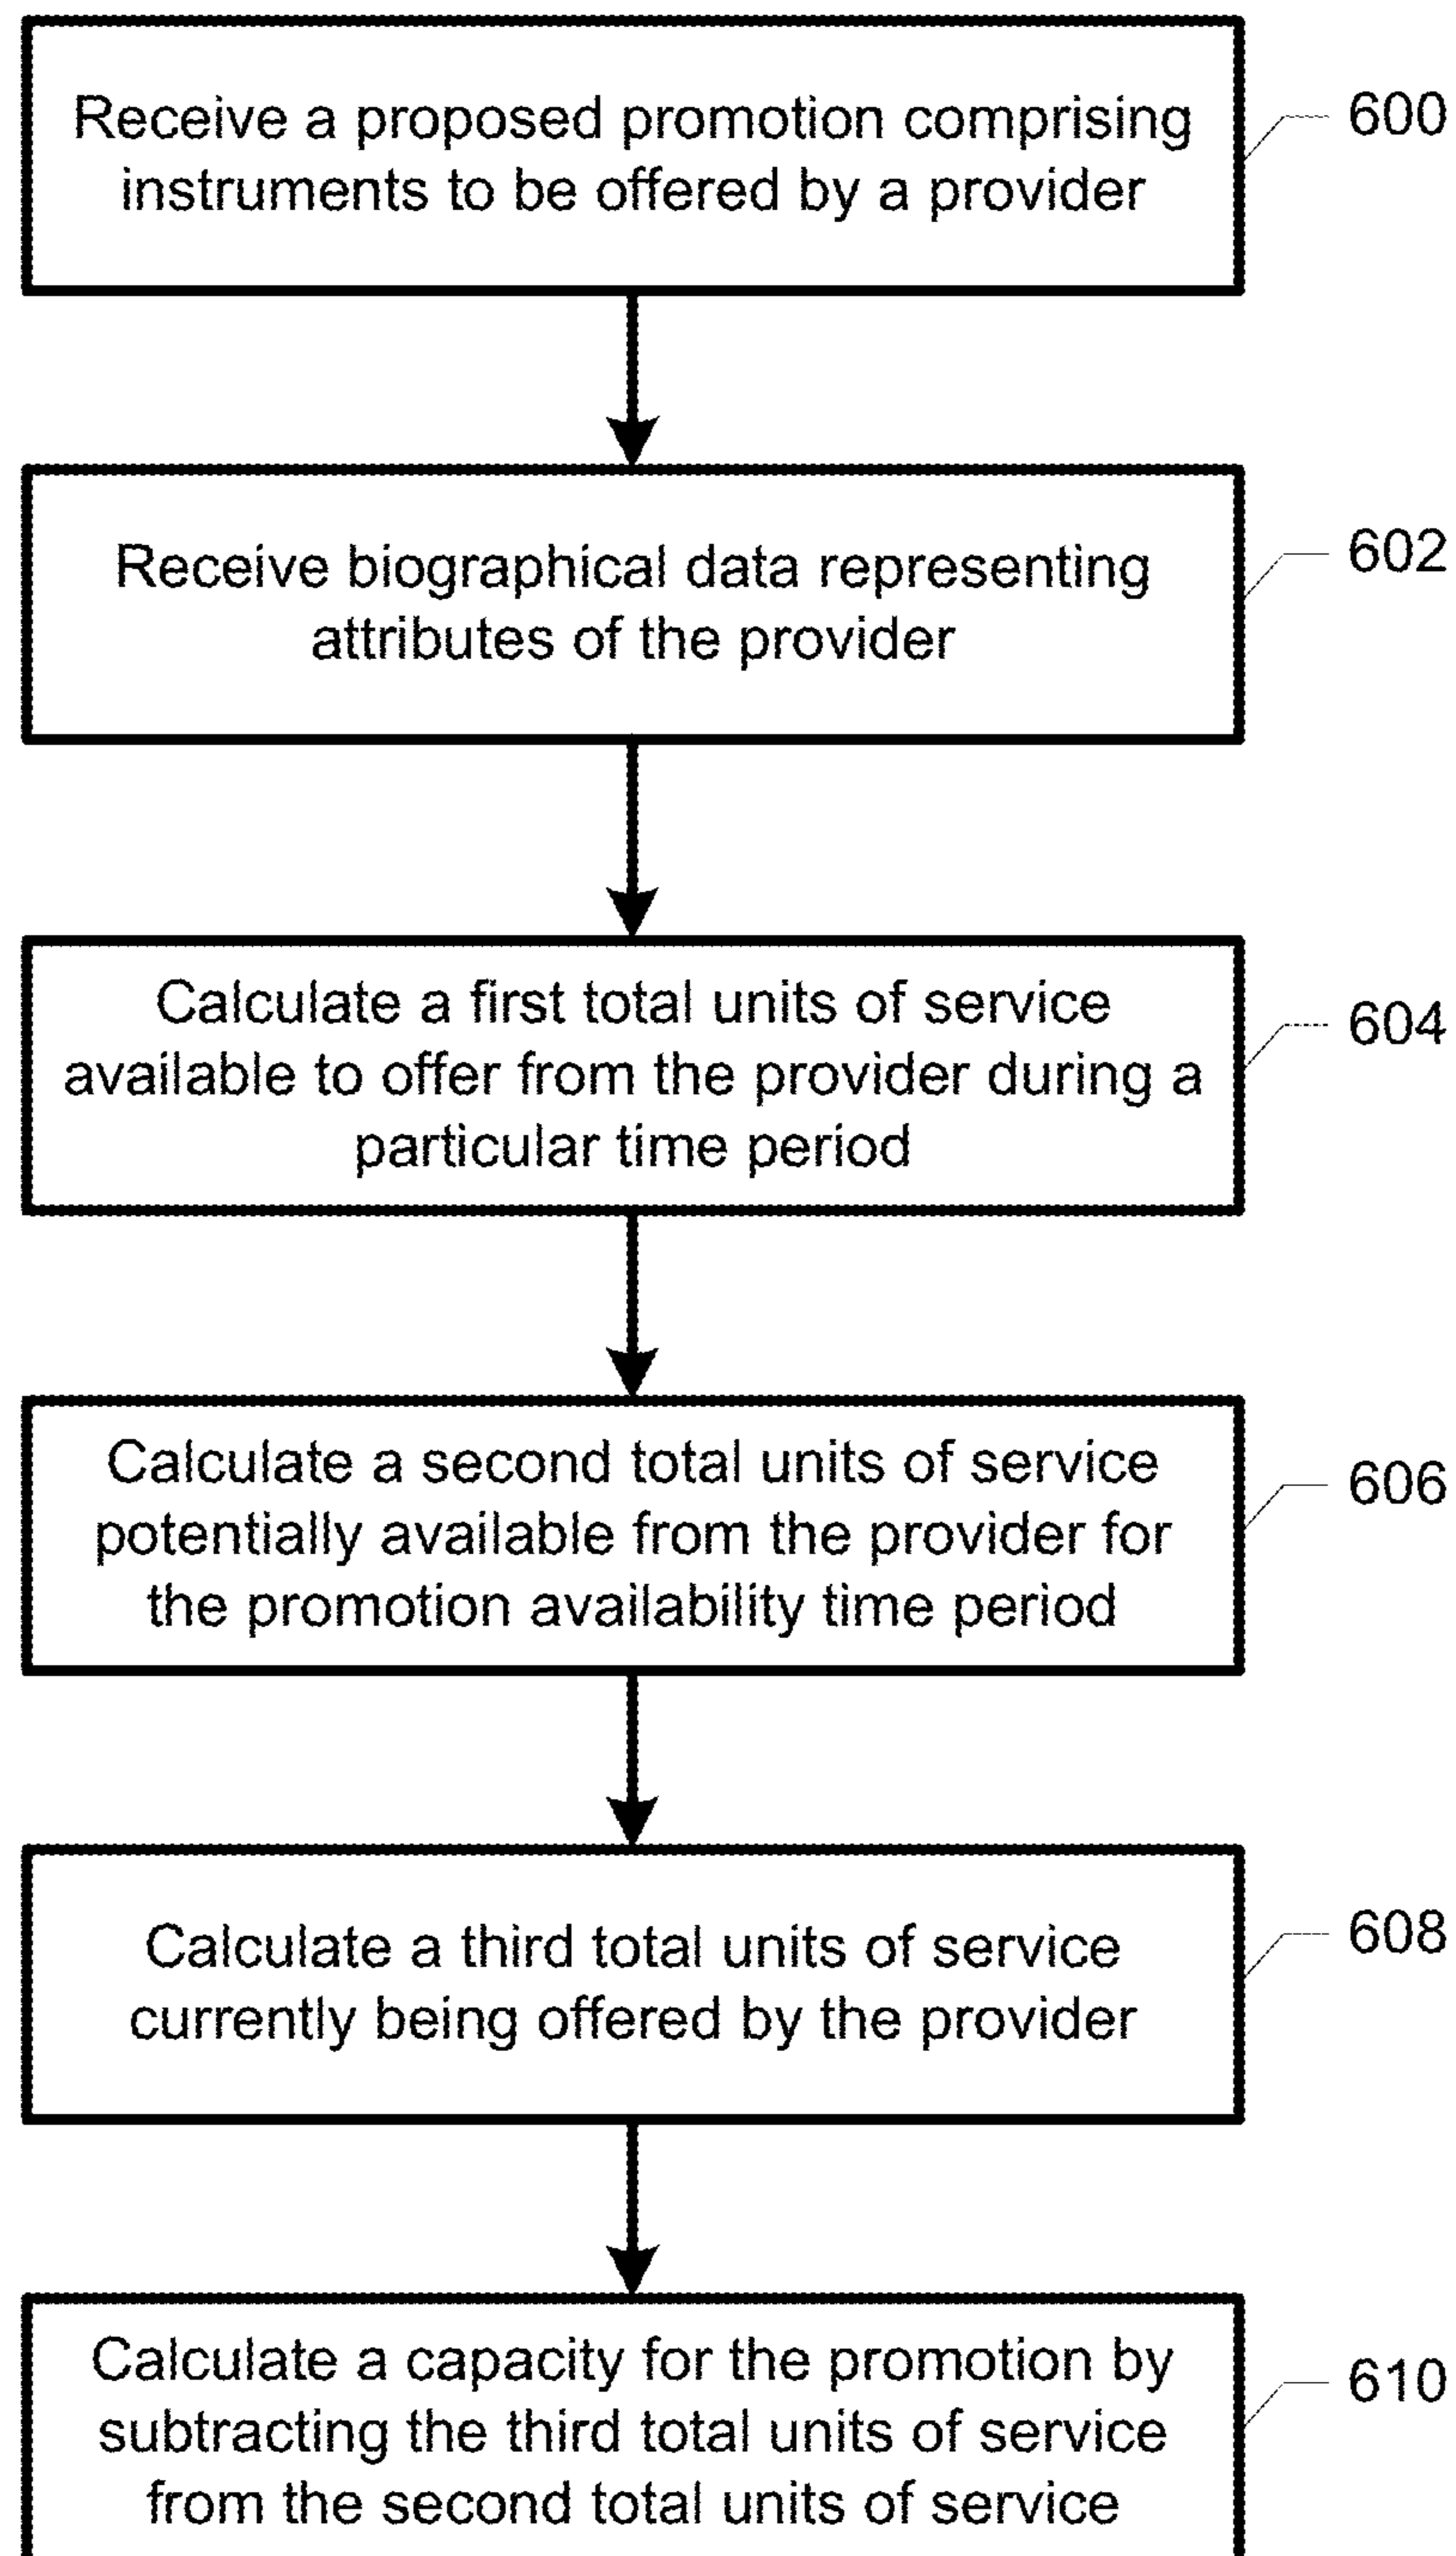 Receive a proposed promotion comprising
instruments to be offered by a provider
600
Receive biographical data representing
attributes of the provider
602
Calculate a first total units of service
available to offer from the provider during a
particular time period
604
Calculate a second total units of service
potentially available from the provider for
the promotion availability time period
606
Calculate a third total units of service
currently being offered by the provider
608
Calculate a capacity for the promotion by
subtracting the third total units of service
from the second total units of service
610